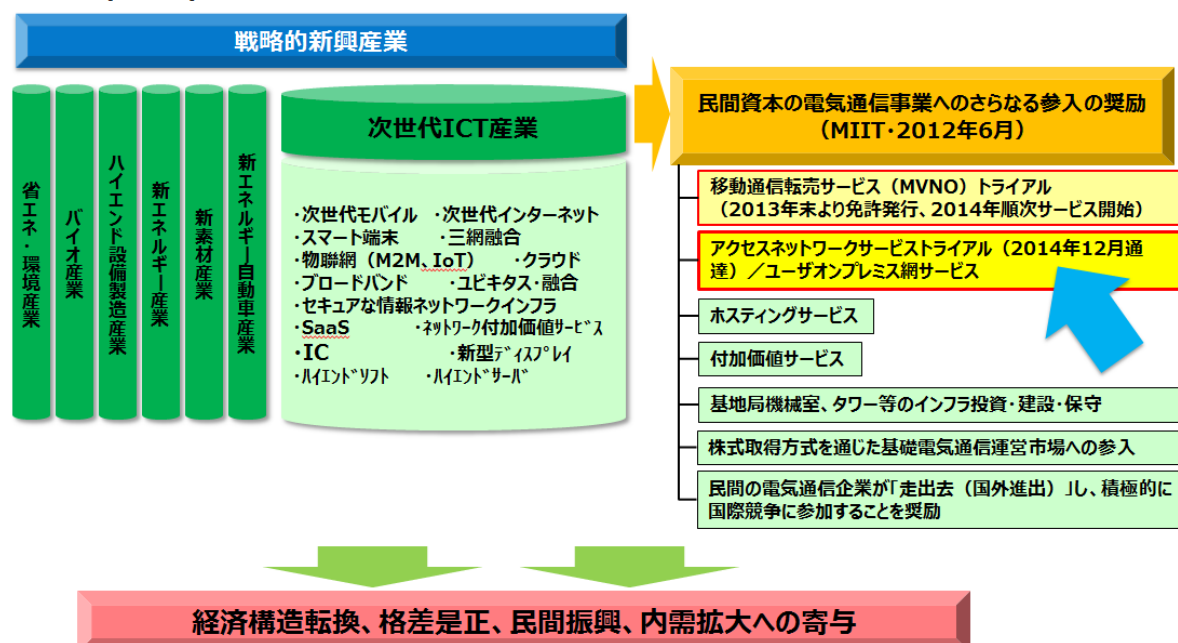 戦略的新興産業
省エネ・環境産業
バイオ産業
ハイエンド設備製造産業
新エネルギー産業
新素材産業
新エネルギー自動車産業
次世代ICT産業
・次世代モバイル ・次世代インターネット
・スマート端末 ・三網融合
・物聯網（M2M、IoT） ・クラウド
・ブロードバンド ・ユビキタス・融合
・セキュアな情報ネットワークインフラ
・SaaS ・ﾈｯﾄﾜｰｸ付加価値ｻｰﾋﾞｽ
・IC ・新型ﾃﾞｨｽﾌﾟﾚｲ
・ﾊｲｴﾝﾄﾞｿﾌﾄ ・ﾊｲｴﾝﾄﾞｻｰﾊﾞ
民間資本の電気通信事業へのさらなる参入の奨励
（MIIT・2012年6月）
移動通信転売サービス（MVNO）トライアル
（2013年末より免許発行、2014年順次サービス開始）
アクセスネットワークサービストライアル（2014年12月通
達）／ユーザオンプレミス網サービス
ホスティングサービス
付加価値サービス
基地局機械室、タワー等のインフラ投資・建設・保守
株式取得方式を通じた基礎電気通信運営市場への参入
民間の電気通信企業が「走出去（国外進出）」し、積極的に
国際競争に参加することを奨励
経済構造転換、格差是正、民間振興、内需拡大への寄与